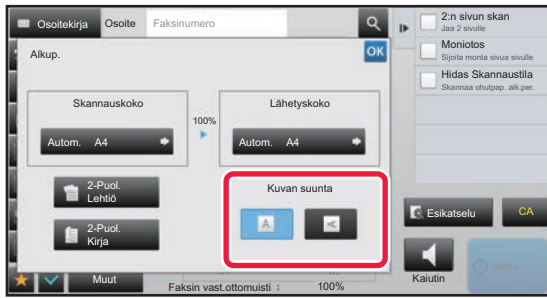 Osoitekirja Osoite Faksinumero
2:n sivun skan
Jaa 2 sivulle
Moniotos
Sijoita monta sivua sivulle
Hidas Skannaustila
Skannaa ohutpap. alk.per.
Alkup. OK
Skannauskoko
100%
Lähetyskoko
Autom. A4
Autom. A4
2-Puol.
Lehtiö
2-Puol.
Kirja
Kuvan suunta
A A
Esikatselu CA
Muut
Faksin vast.ottomuisti : 100%
Kaiutin
Aloita